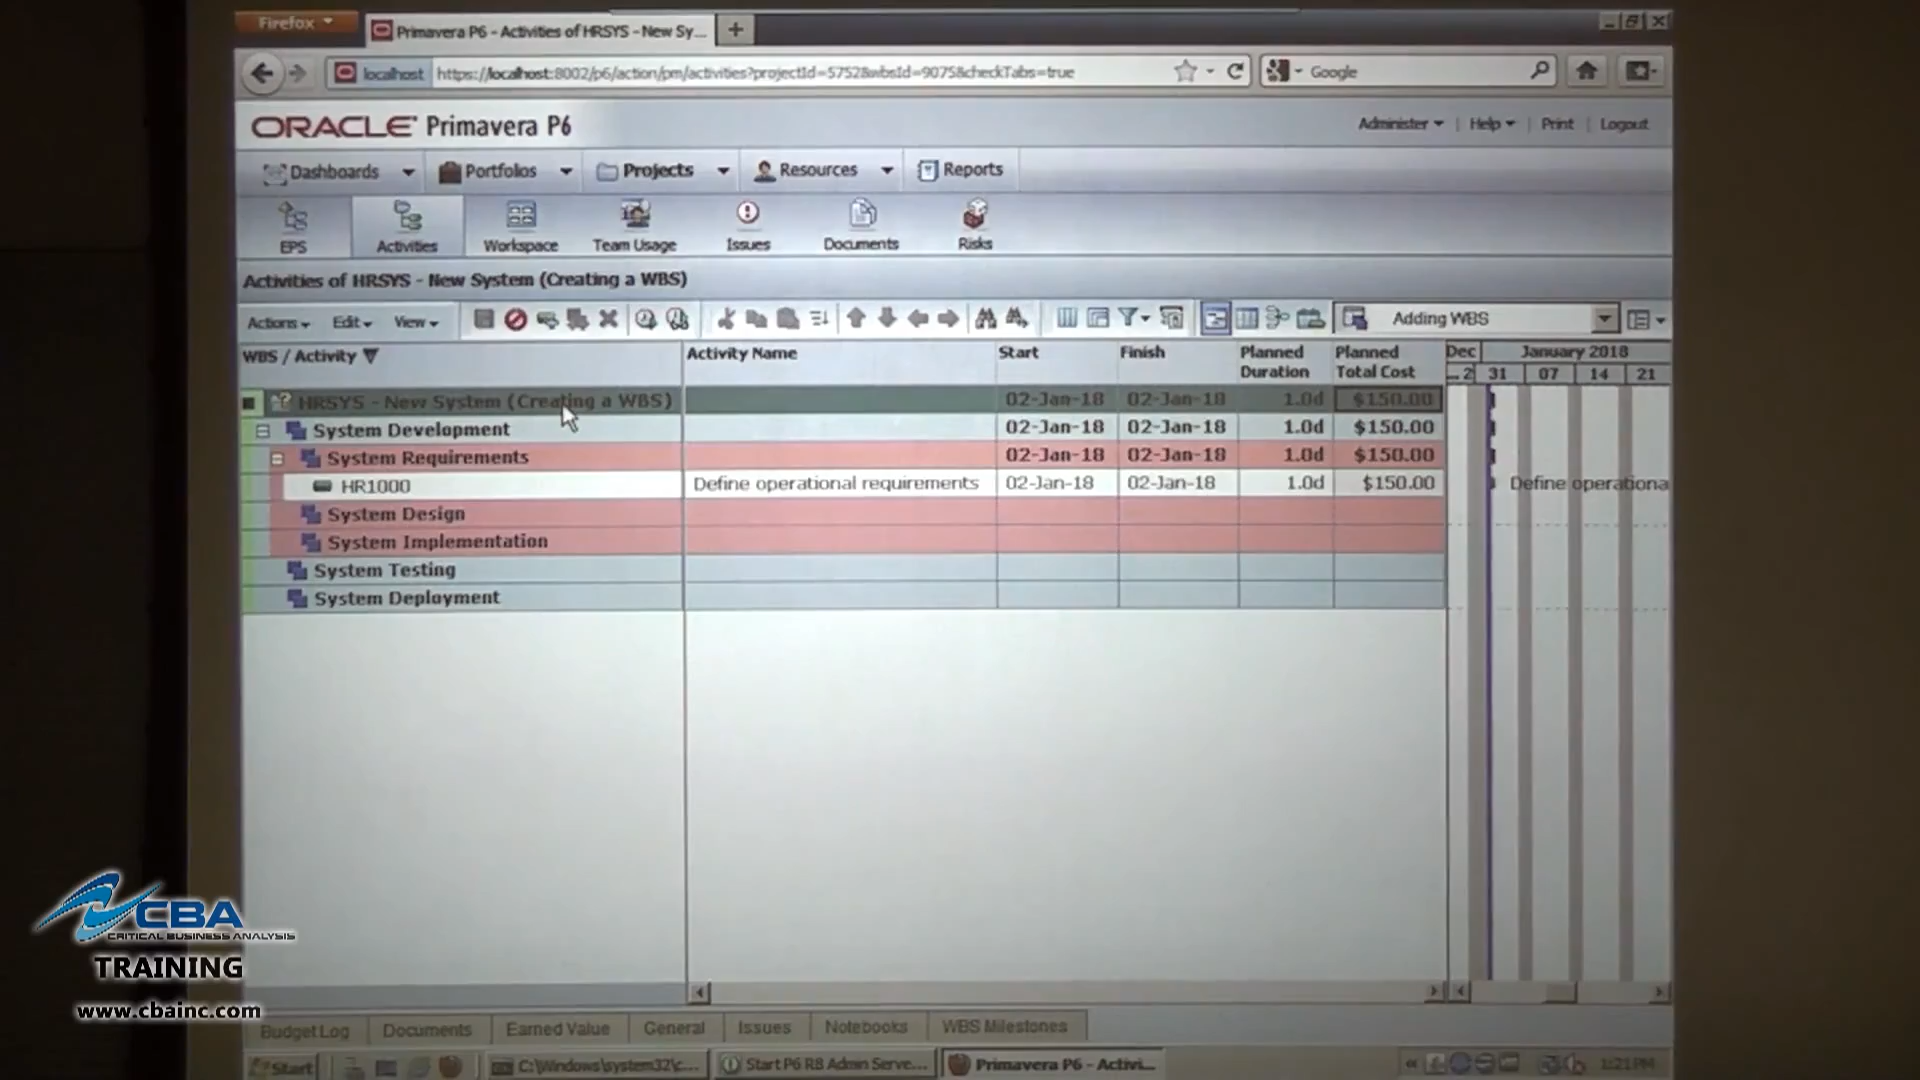 Firefox
Primavera P6 - Activities of HRSYS - New Sy...
localhost https://localhost:8002/p6/action/pm/activities?projectId=5752&wbsId=9075&checkTabs=true
Google
ORACLE Primavera P6
Administer | Help | Print | Logout
Dashboards Portfolios Projects Resources Reports
EPS Activities Workspace Team Usage Issues Documents Risks
Activities of HRSYS - New System (Creating a WBS)
Actions Edit View Adding WBS
WBS / Activity Activity Name Start Finish Planned Duration Planned Total Cost Dec January 2018
... 2 31 07 14 21
HRSYS - New System (Creating a WBS) 02-Jan-18 02-Jan-18 1.0d $150.00
System Development 02-Jan-18 02-Jan-18 1.0d $150.00
System Requirements 02-Jan-18 02-Jan-18 1.0d $150.00
HR1000 Define operational requirements 02-Jan-18 02-Jan-18 1.0d $150.00 Define operationa
System Design
System Implementation
System Testing
System Deployment
CBA
CRITICAL BUSINESS ANALYSIS
TRAINING
www.cbainc.com
Budget Log Documents Earned Value General Issues Notebooks WBS Milestones
Start C:\Windows\system32\c... Start P6 R8 Admin Serve... Primavera P6 - Activi... 1:21 PM